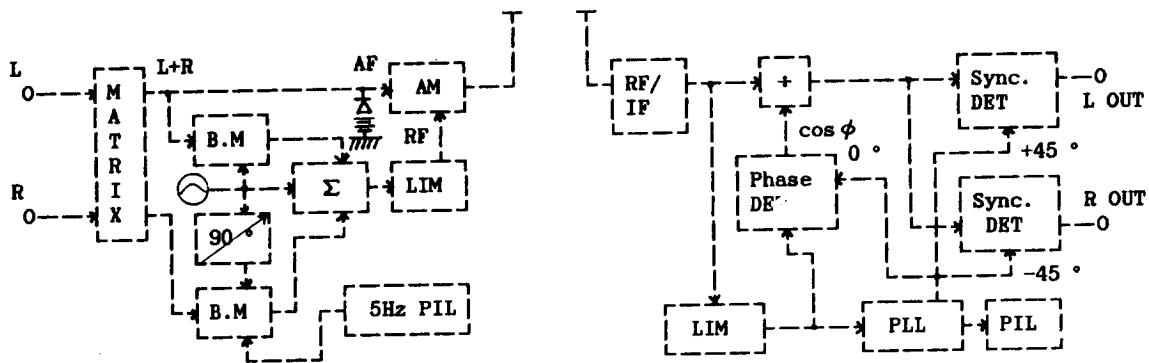 L
L+R
AF
AM
M
A
T
R
I
X
B.M
RF
Σ
LIM
R
90 °
B.M
5Hz PIL
RF/
IF
+
Sync.
DET
L OUT
cos ϕ
0 °
+45 °
Phase
Sync.
DET
R OUT
-45 °
LIM
PLL
PIL